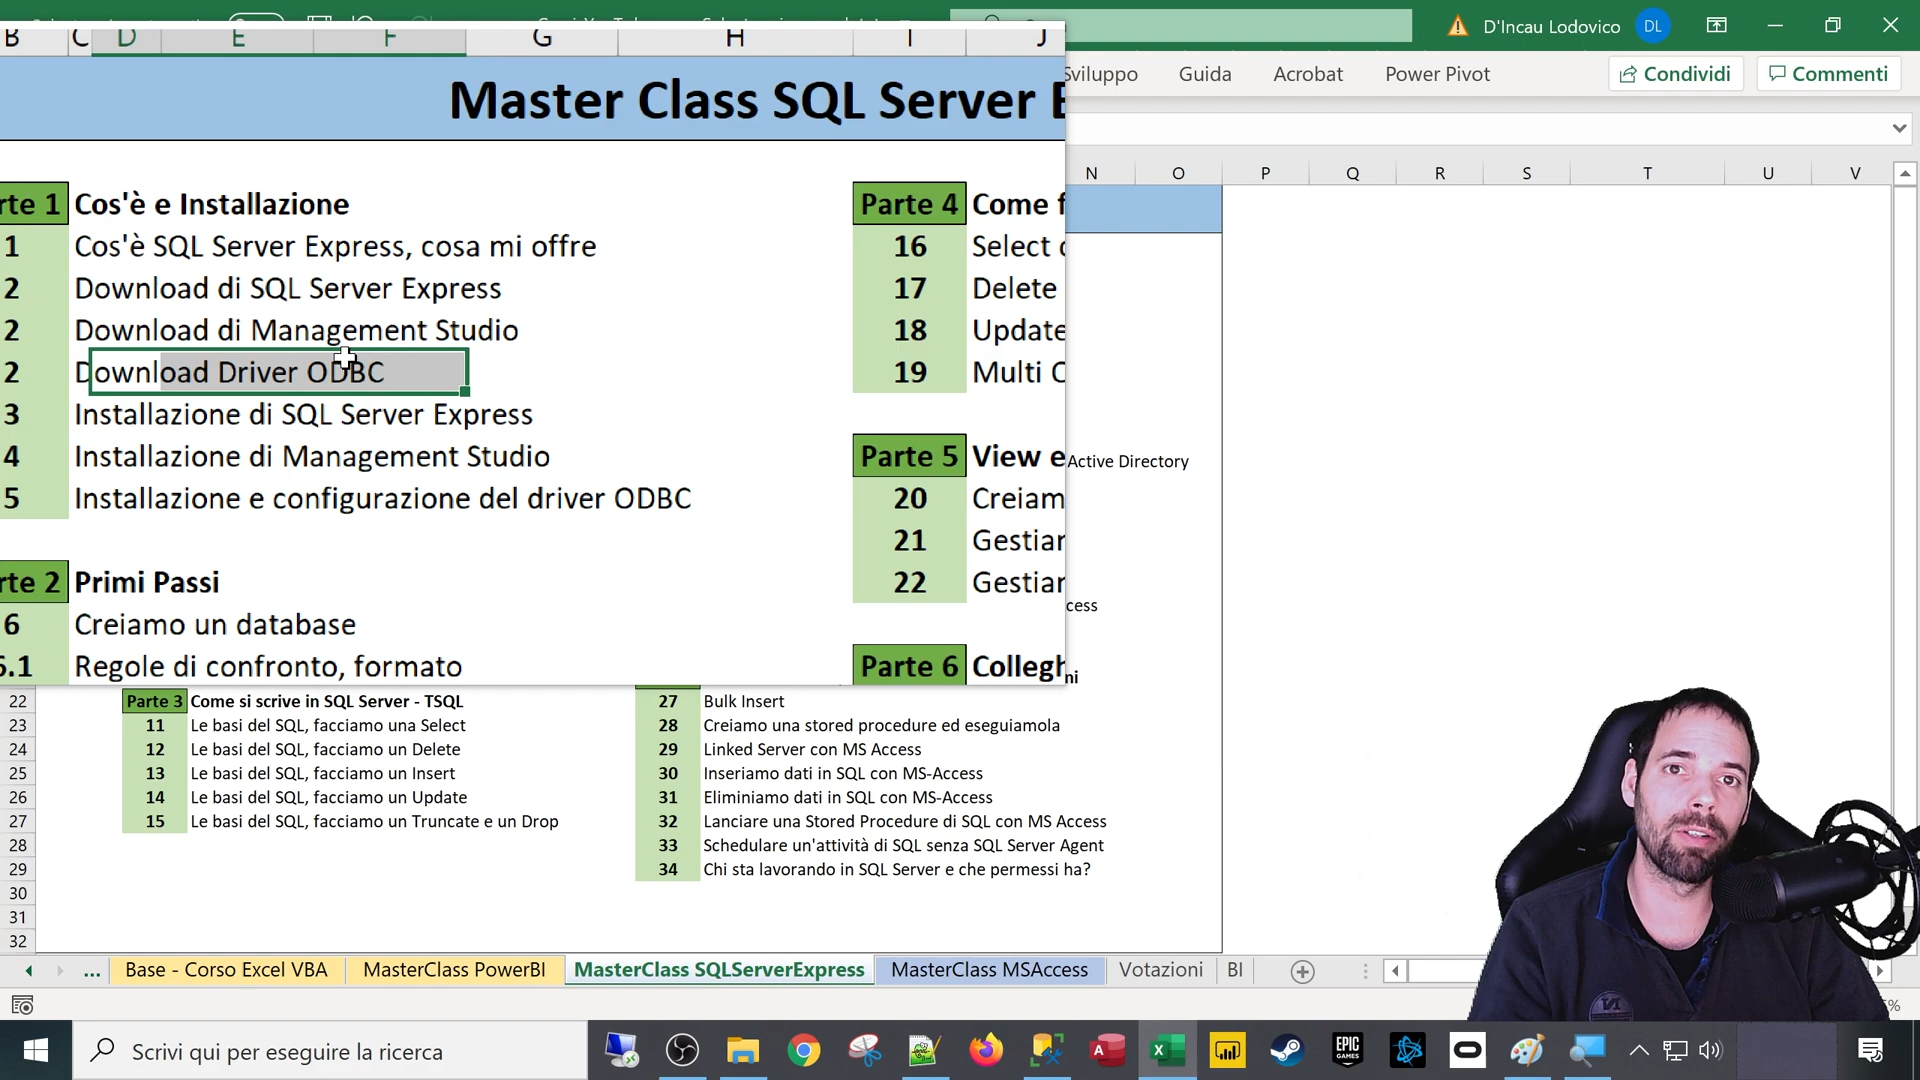 D'Incau Lodovico
DL
Sviluppo
Guida
Acrobat
Power Pivot
Condividi
Commenti
B C D E F G H I J
N O P Q R S T U V
Master Class SQL Server E
rte 1 Cos'è e Installazione
1 Cos'è SQL Server Express, cosa mi offre
2 Download di SQL Server Express
2 Download di Management Studio
2 Download Driver ODBC
3 Installazione di SQL Server Express
4 Installazione di Management Studio
5 Installazione e configurazione del driver ODBC
rte 2 Primi Passi
6 Creiamo un database
6.1 Regole di confronto, formato
Parte 4 Come f
16 Select
17 Delete
18 Update
19 Multi
Parte 5 View e
20 Creiam
21 Gestiar
22 Gestiar
Parte 6 Collegh
Active Directory
cess
ni
22 Parte 3 Come si scrive in SQL Server - TSQL
23 11 Le basi del SQL, facciamo una Select
24 12 Le basi del SQL, facciamo un Delete
25 13 Le basi del SQL, facciamo un Insert
26 14 Le basi del SQL, facciamo un Update
27 15 Le basi del SQL, facciamo un Truncate e un Drop
28
29
30
31
32
27 Bulk Insert
28 Creiamo una stored procedure ed eseguiamola
29 Linked Server con MS Access
30 Inseriamo dati in SQL con MS-Access
31 Eliminiamo dati in SQL con MS-Access
32 Lanciare una Stored Procedure di SQL con MS Access
33 Schedulare un'attività di SQL senza SQL Server Agent
34 Chi sta lavorando in SQL Server e che permessi ha?
... Base - Corso Excel VBA MasterClass PowerBI MasterClass SQLServerExpress MasterClass MSAccess Votazioni BI
%
Scrivi qui per eseguire la ricerca
EPIC GAMES